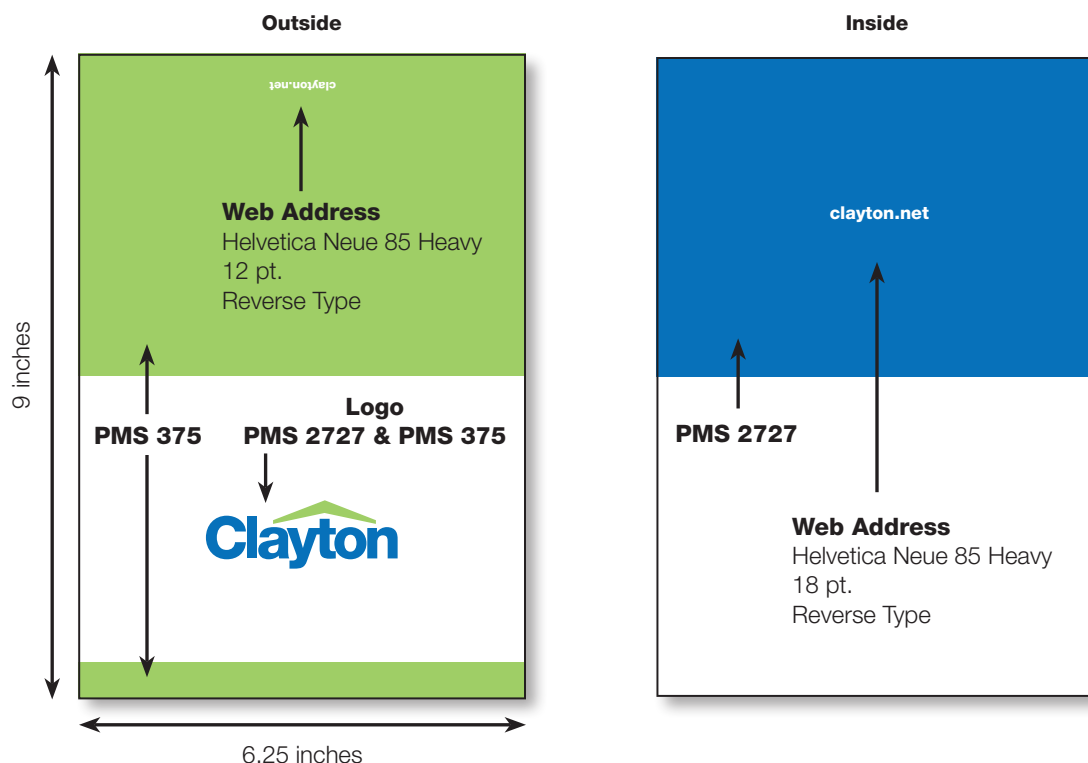 Outside
clayton.net
Web Address
Helvetica Neue 85 Heavy
12 pt.
Reverse Type
9 inches
Logo
PMS 375
PMS 2727 & PMS 375
Clayton
6.25 inches
Inside
clayton.net
PMS 2727
Web Address
Helvetica Neue 85 Heavy
18 pt.
Reverse Type